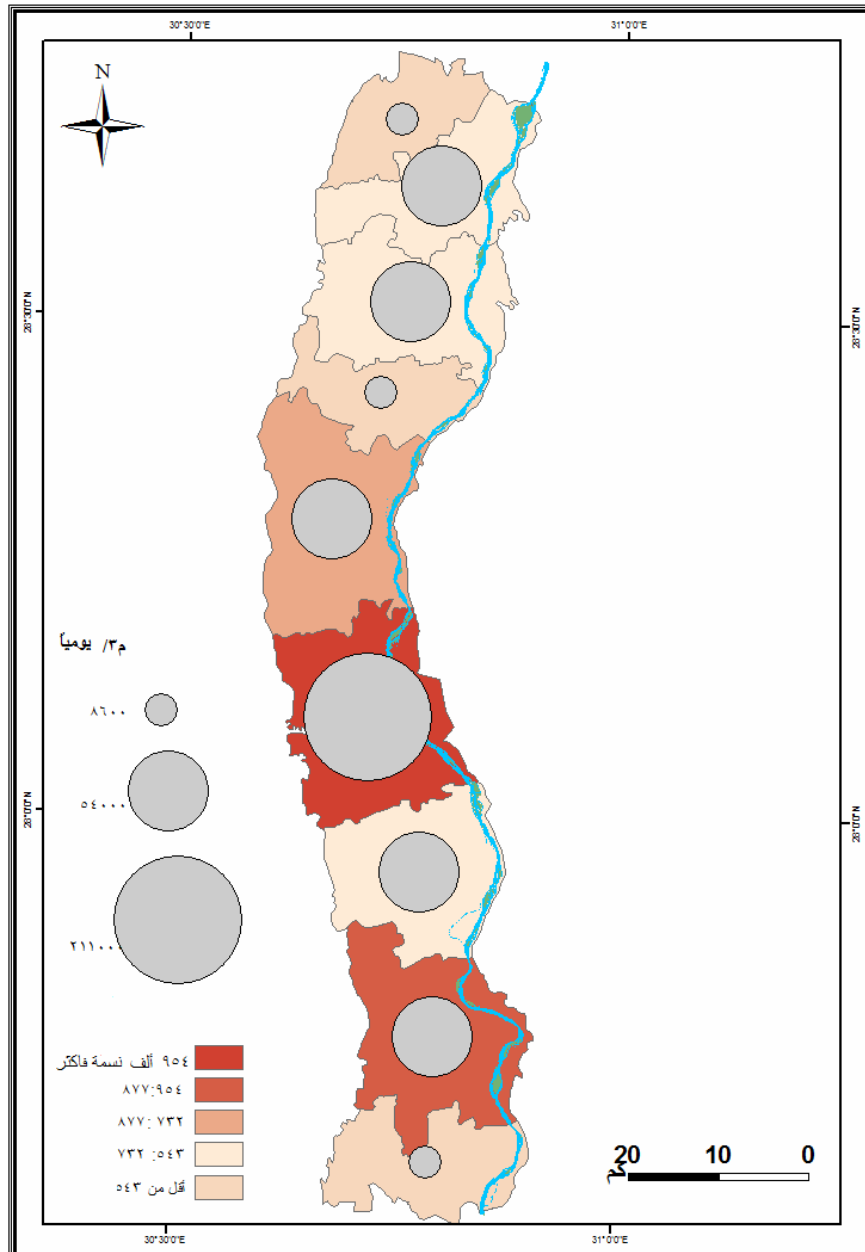 30°30'0"E
31°0'0"E
N
28°30'0"N
28°30'0"N
م٣/ يومياً
٨٦٠٠
٥٤٠٠٠
٢١١٠٠٠
28°0'0"N
28°0'0"N
٩٥٤ ألف نسمة فاكثر
٨٧٧:٩٥٤
٨٧٧: ٧٣٢
٧٣٢ :٥٤٣
أقل من ٥٤٣
20 10 0
كم
30°30'0"E
31°0'0"E